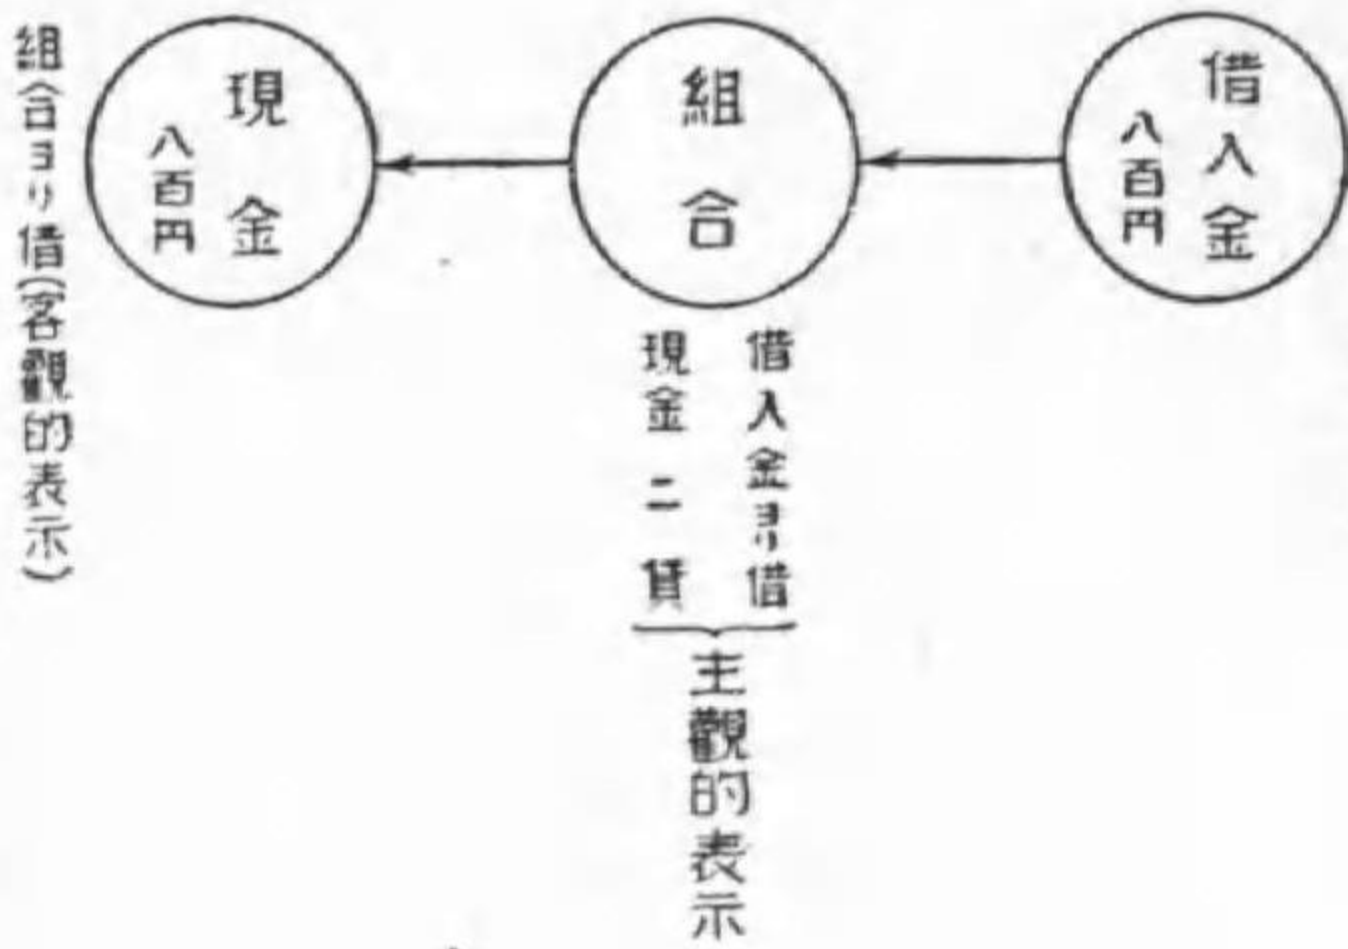 借入金
八百円
組合
借入金ヨリ借
現金ニ貸
主觀的表示
現金
八百円
組合ヨリ借(客觀的表示)